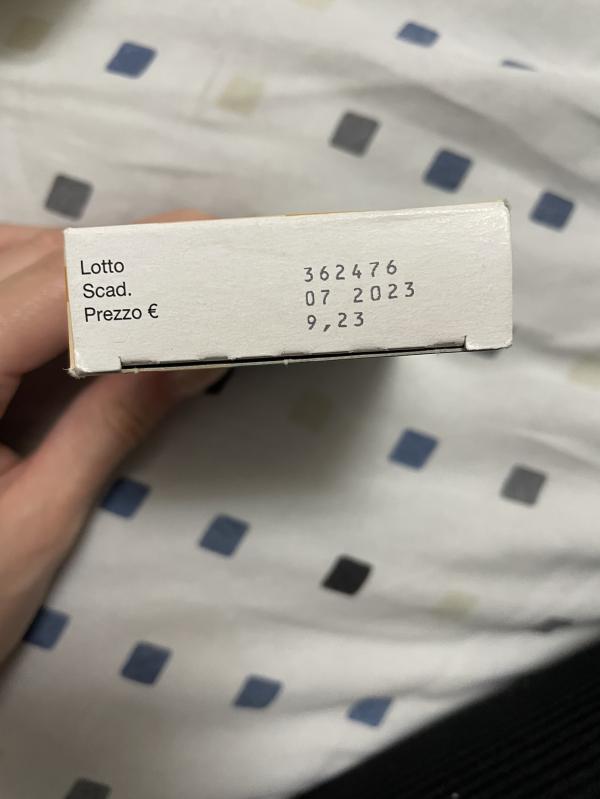 Lotto 362476
Scad. 07 2023
Prezzo € 9,23